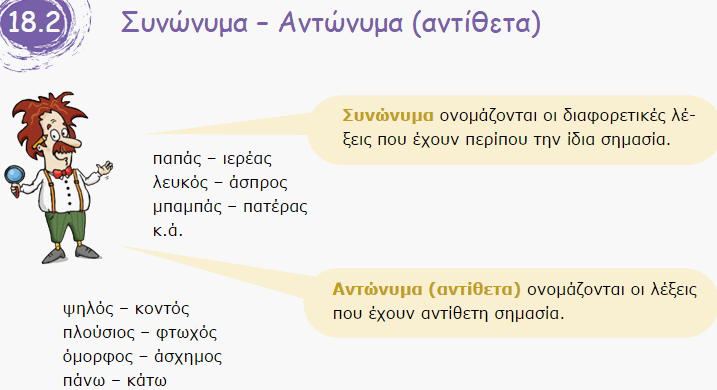 18.2 Συνώνυμα – Αντώνυμα (αντίθετα)
Συνώνυμα ονομάζονται οι διαφορετικές λέ-
ξεις που έχουν περίπου την ίδια σημασία.
παπάς – ιερέας
λευκός – άσπρος
μπαμπάς – πατέρας
κ.ά.
Αντώνυμα (αντίθετα) ονομάζονται οι λέξεις
που έχουν αντίθετη σημασία.
ψηλός – κοντός
πλούσιος – φτωχός
όμορφος – άσχημος
πάνω – κάτω